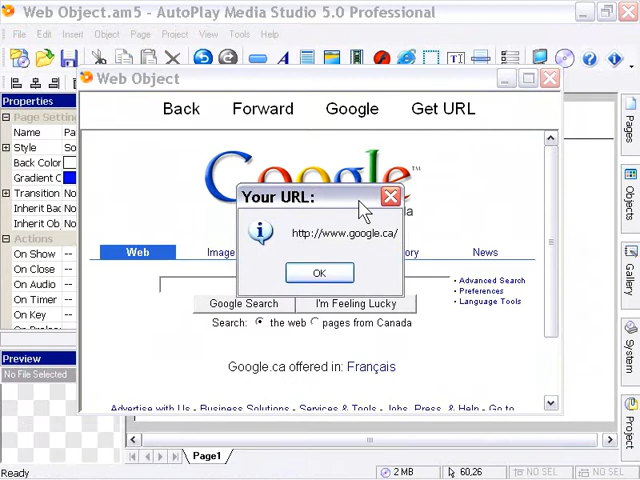 Web Object.am5 - AutoPlay Media Studio 5.0 Professional
File Edit Insert Object Page Project View Tools Help
Web Object
Properties
Page Settin
Name Pa
Style So
Back Color
Gradient C
Transition No
Inherit Bac No
Inherit Obj No
Actions
On Show --
On Close --
On Audio --
On Timer --
On Key --
Preview
No File Selected
Back Forward Google Get URL
Google™
Your URL:
http://www.google.ca/
OK
Web Image News
Advanced Search
Preferences
Language Tools
Google Search I'm Feeling Lucky
Search: the web pages from Canada
Google.ca offered in: Français
Advertise with Us - Business Solutions - Services & Tools - Jobs, Press, & Help - Go to
Page1
Pages
Objects
Gallery
System
Project
Ready 2 MB 60,26 NO SEL NO SEL